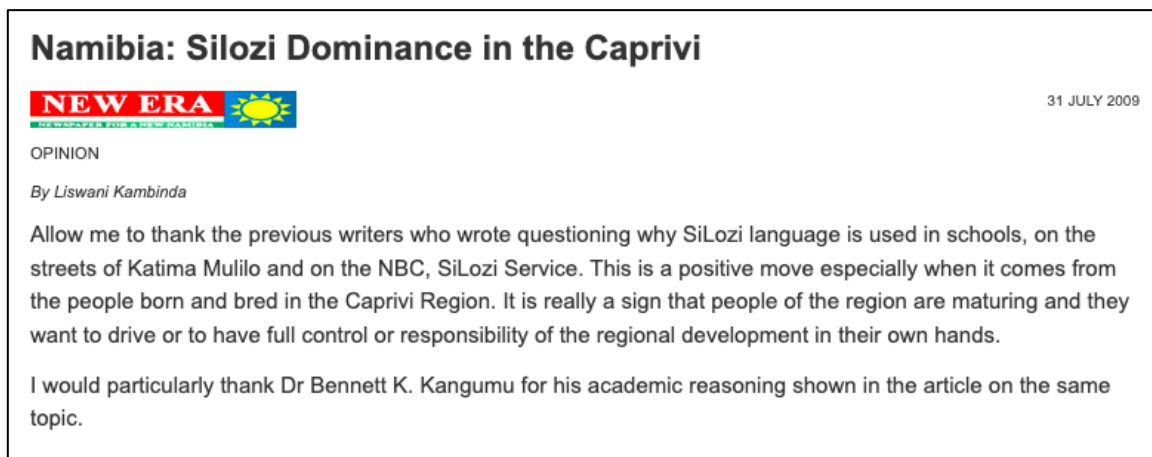 Namibia: Silozi Dominance in the Caprivi
NEW ERA
NEWSPAPER FOR A NEW NAMIBIA
31 JULY 2009
OPINION
By Liswani Kambinda
Allow me to thank the previous writers who wrote questioning why SiLozi language is used in schools, on the
streets of Katima Mulilo and on the NBC, SiLozi Service. This is a positive move especially when it comes from
the people born and bred in the Caprivi Region. It is really a sign that people of the region are maturing and they
want to drive or to have full control or responsibility of the regional development in their own hands.
I would particularly thank Dr Bennett K. Kangumu for his academic reasoning shown in the article on the same
topic.